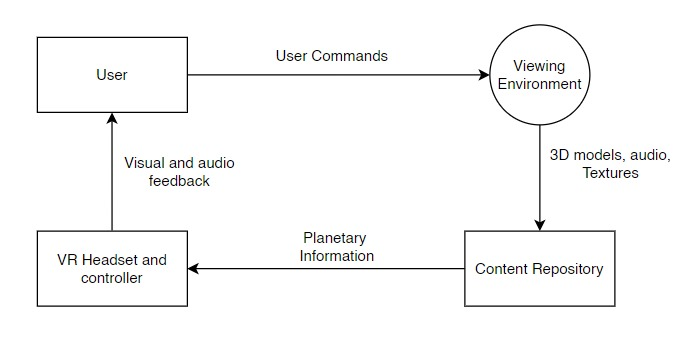 User
User Commands
Viewing
Environment
Visual and audio
feedback
3D models, audio,
Textures
VR Headset and
controller
Planetary
Information
Content Repository